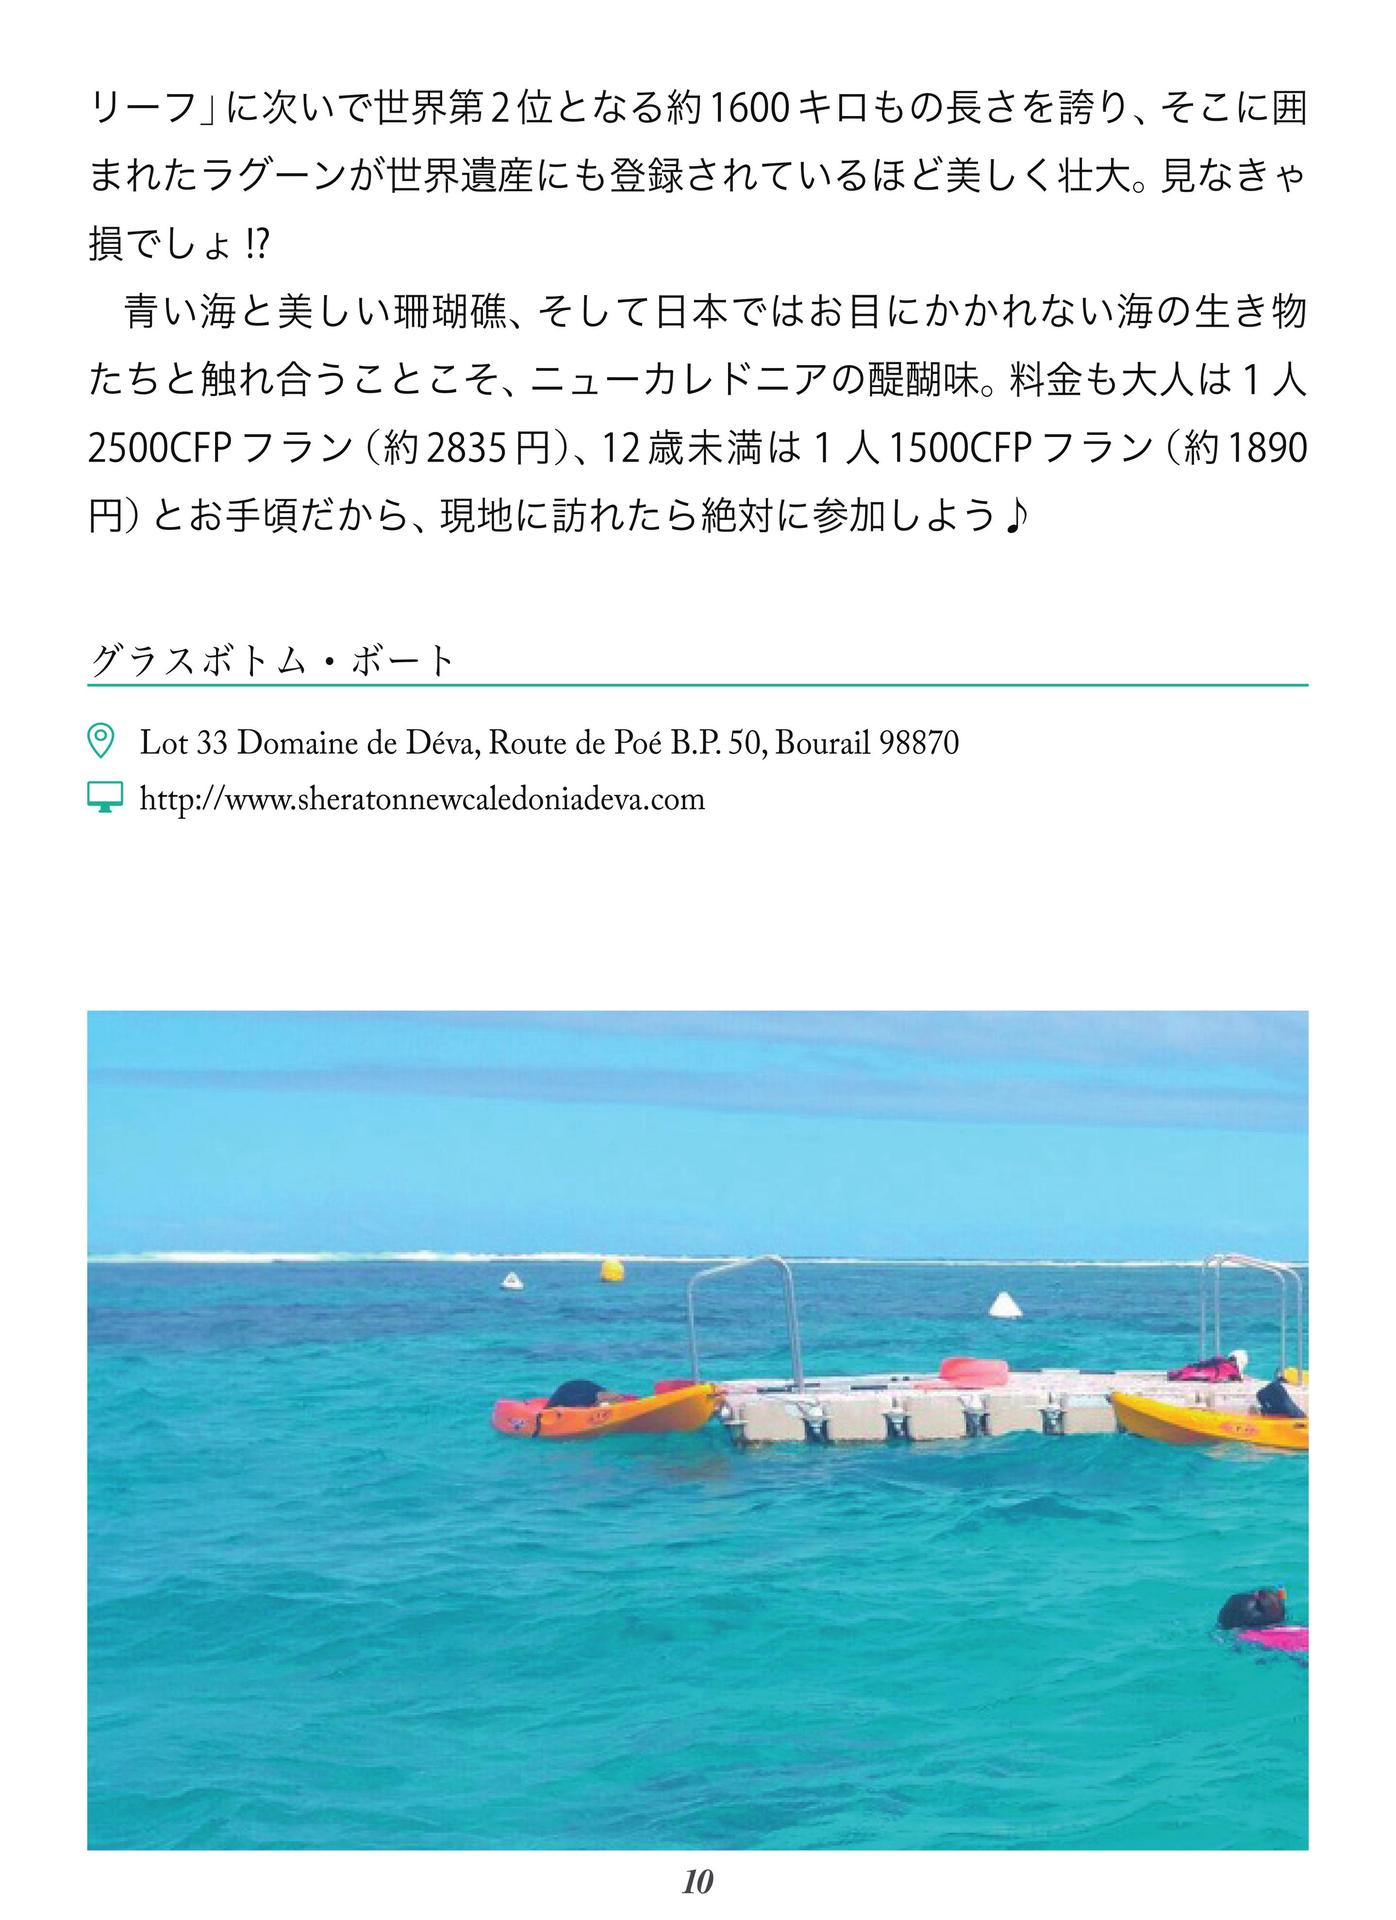 リーフ」に次いで世界第2位となる約1600キロもの長さを誇り、そこに囲
まれたラグーンが世界遺産にも登録されているほど美しく壮大。見なきゃ
損でしょ!?
　青い海と美しい珊瑚礁、そして日本ではお目にかかれない海の生き物
たちと触れ合うことこそ、ニューカレドニアの醍醐味。料金も大人は1人
2500CFPフラン（約2835円）、12歳未満は1人1500CFPフラン（約1890
円）とお手頃だから、現地に訪れたら絶対に参加しよう♪
グラスボトム・ボート
Lot 33 Domaine de Déva, Route de Poé B.P. 50, Bourail 98870
http://www.sheratonnewcaledoniadeva.com
10